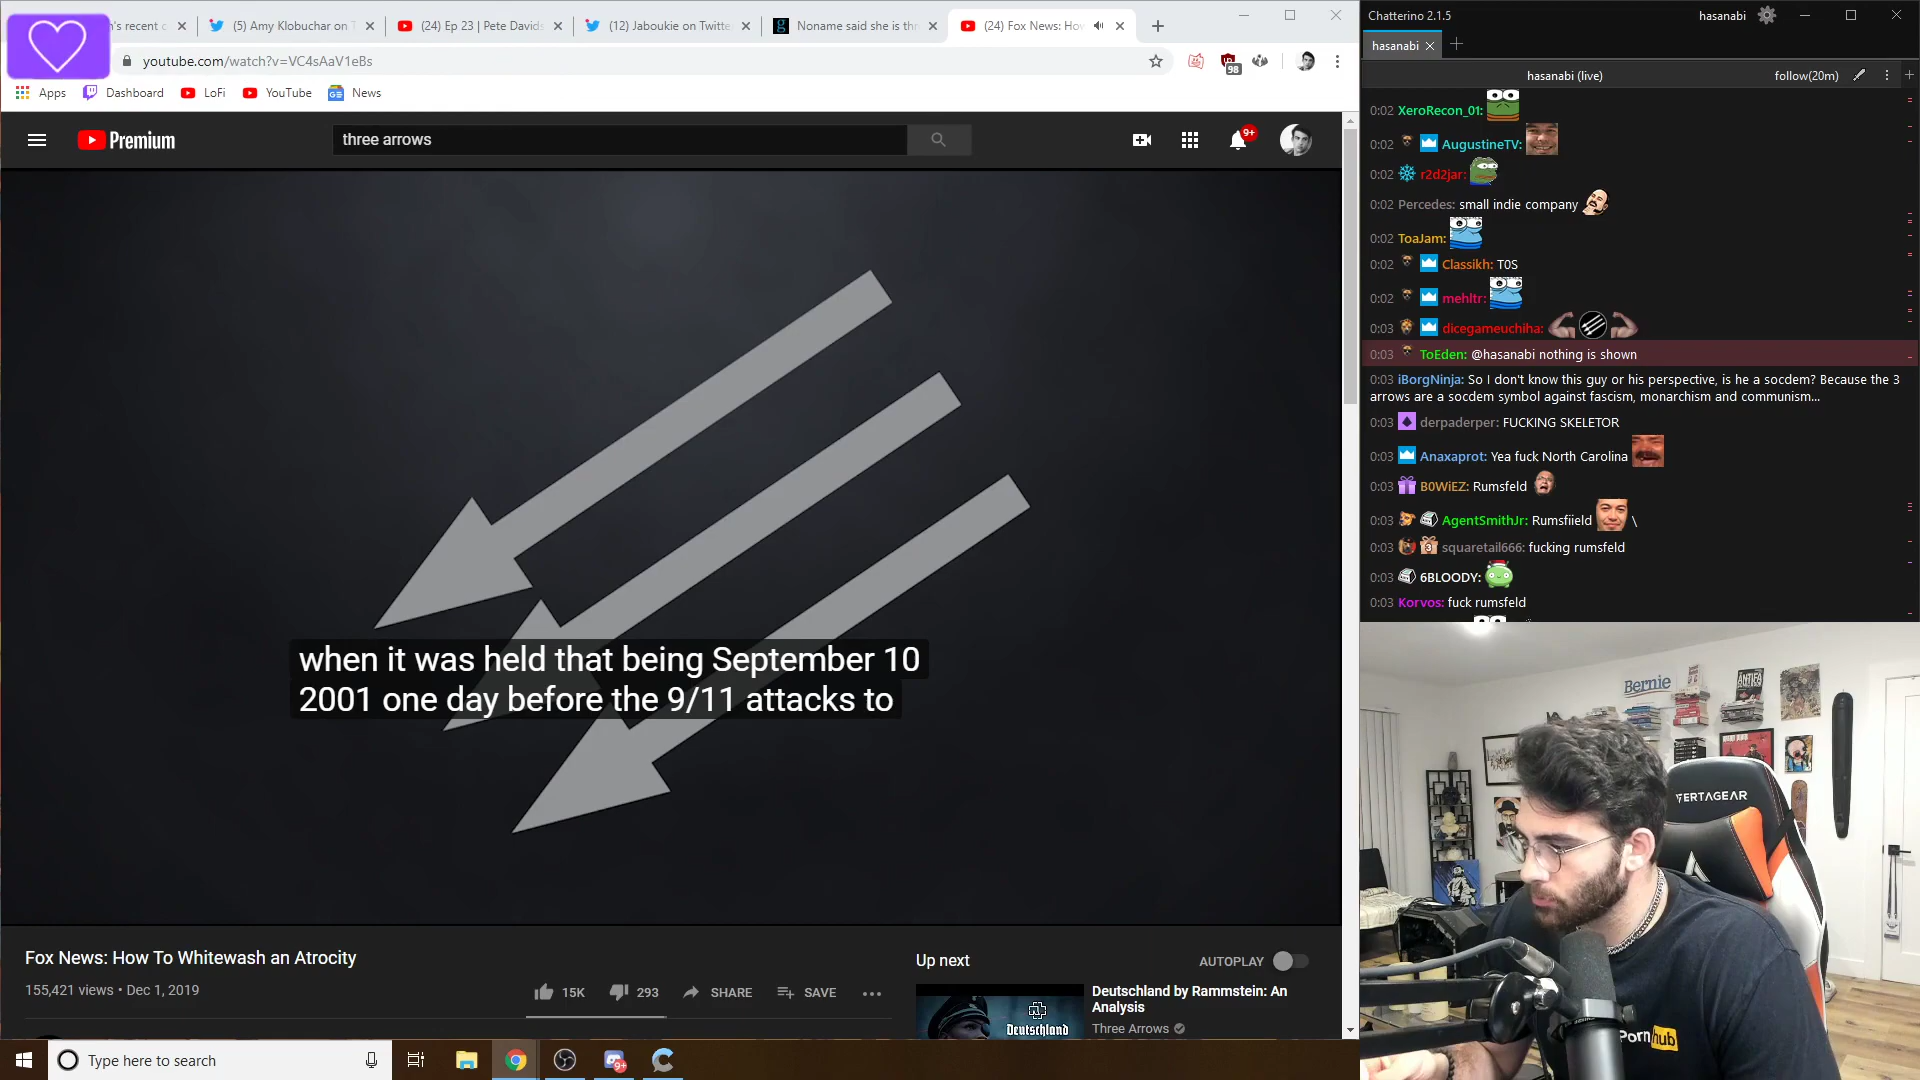 's recent c
(5) Amy Klobuchar on T
(24) Ep 23 | Pete Davids
(12) Jaboukie on Twitte
Noname said she is thr
(24) Fox News: How
youtube.com/watch?v=VC4sAaV1eBs
98
Apps
Dashboard
LoFi
YouTube
News
Premium
three arrows
9+
when it was held that being September 10
2001 one day before the 9/11 attacks to
Fox News: How To Whitewash an Atrocity
155,421 views • Dec 1, 2019
15K
293
SHARE
SAVE
Up next
AUTOPLAY
Deutschland by Rammstein: An
Analysis
Three Arrows
Deutschland
Type here to search
9+
Chatterino 2.1.5
hasanabi
hasanabi
hasanabi (live)
follow(20m)
0:02 XeroRecon_01:
0:02 AugustineTV:
0:02 r2d2jar:
0:02 Percedes: small indie company
0:02 ToaJam:
0:02 Classikh: T0S
0:02 mehltr:
0:03 dicegameuchiha:
0:03 ToEden: @hasanabi nothing is shown
0:03 iBorgNinja: So I don't know this guy or his perspective, is he a socdem? Because the 3
arrows are a socdem symbol against fascism, monarchism and communism...
0:03 derpaderper: FUCKING SKELETOR
0:03 Anaxaprot: Yea fuck North Carolina
0:03 B0WiEZ: Rumsfeld
0:03 AgentSmithJr: Rumsfiield \
0:03 squaretail666: fucking rumsfeld
0:03 6BLOODY:
0:03 Korvos: fuck rumsfeld
Bernie
ANTIFA
VERTAGEAR
Porn hub